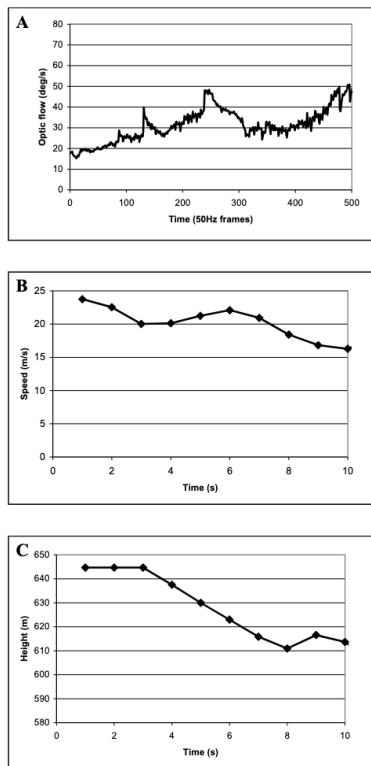 A
80
70
60
50
40
30
20
10
0
Optic flow (deg/s)
0 100 200 300 400 500
Time (50Hz frames)
B
25
20
15
10
5
0
Speed (m/s)
0 2 4 6 8 10
Time (s)
C
650
640
630
620
610
600
590
580
Height (m)
0 2 4 6 8 10
Time (s)